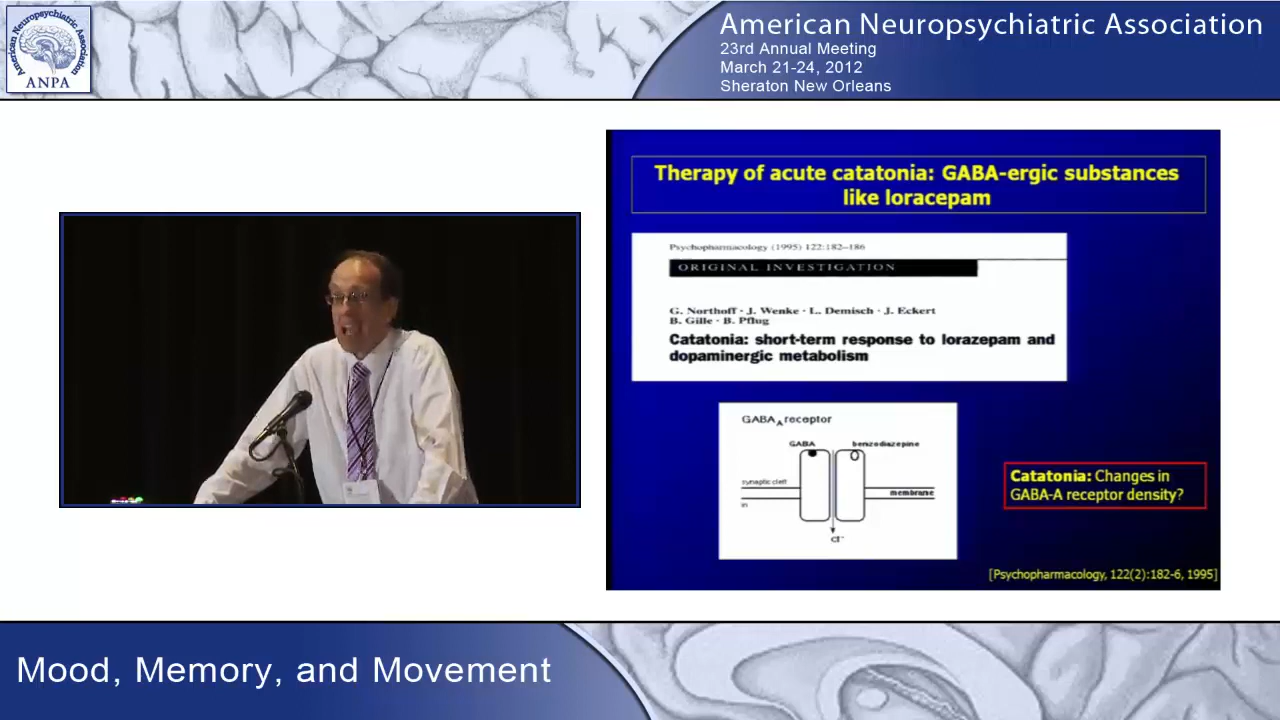 American Neuropsychiatric Association
ANPA
American Neuropsychiatric Association
23rd Annual Meeting
March 21-24, 2012
Sheraton New Orleans
Therapy of acute catatonia: GABA-ergic substances
like loracepam
Psychopharmacology (1995) 122:182–186
ORIGINAL INVESTIGATION
G. Northoff · J. Wenke · L. Demisch · J. Eckert
B. Gille · B. Pflug
Catatonia: short-term response to lorazepam and
dopaminergic metabolism
GABA A receptor
GABA benzodiazepine
synaptic cleft
membrane
in
Cl⁻
Catatonia: Changes in
GABA-A receptor density?
[Psychopharmacology, 122(2):182-6, 1995]
Mood, Memory, and Movement